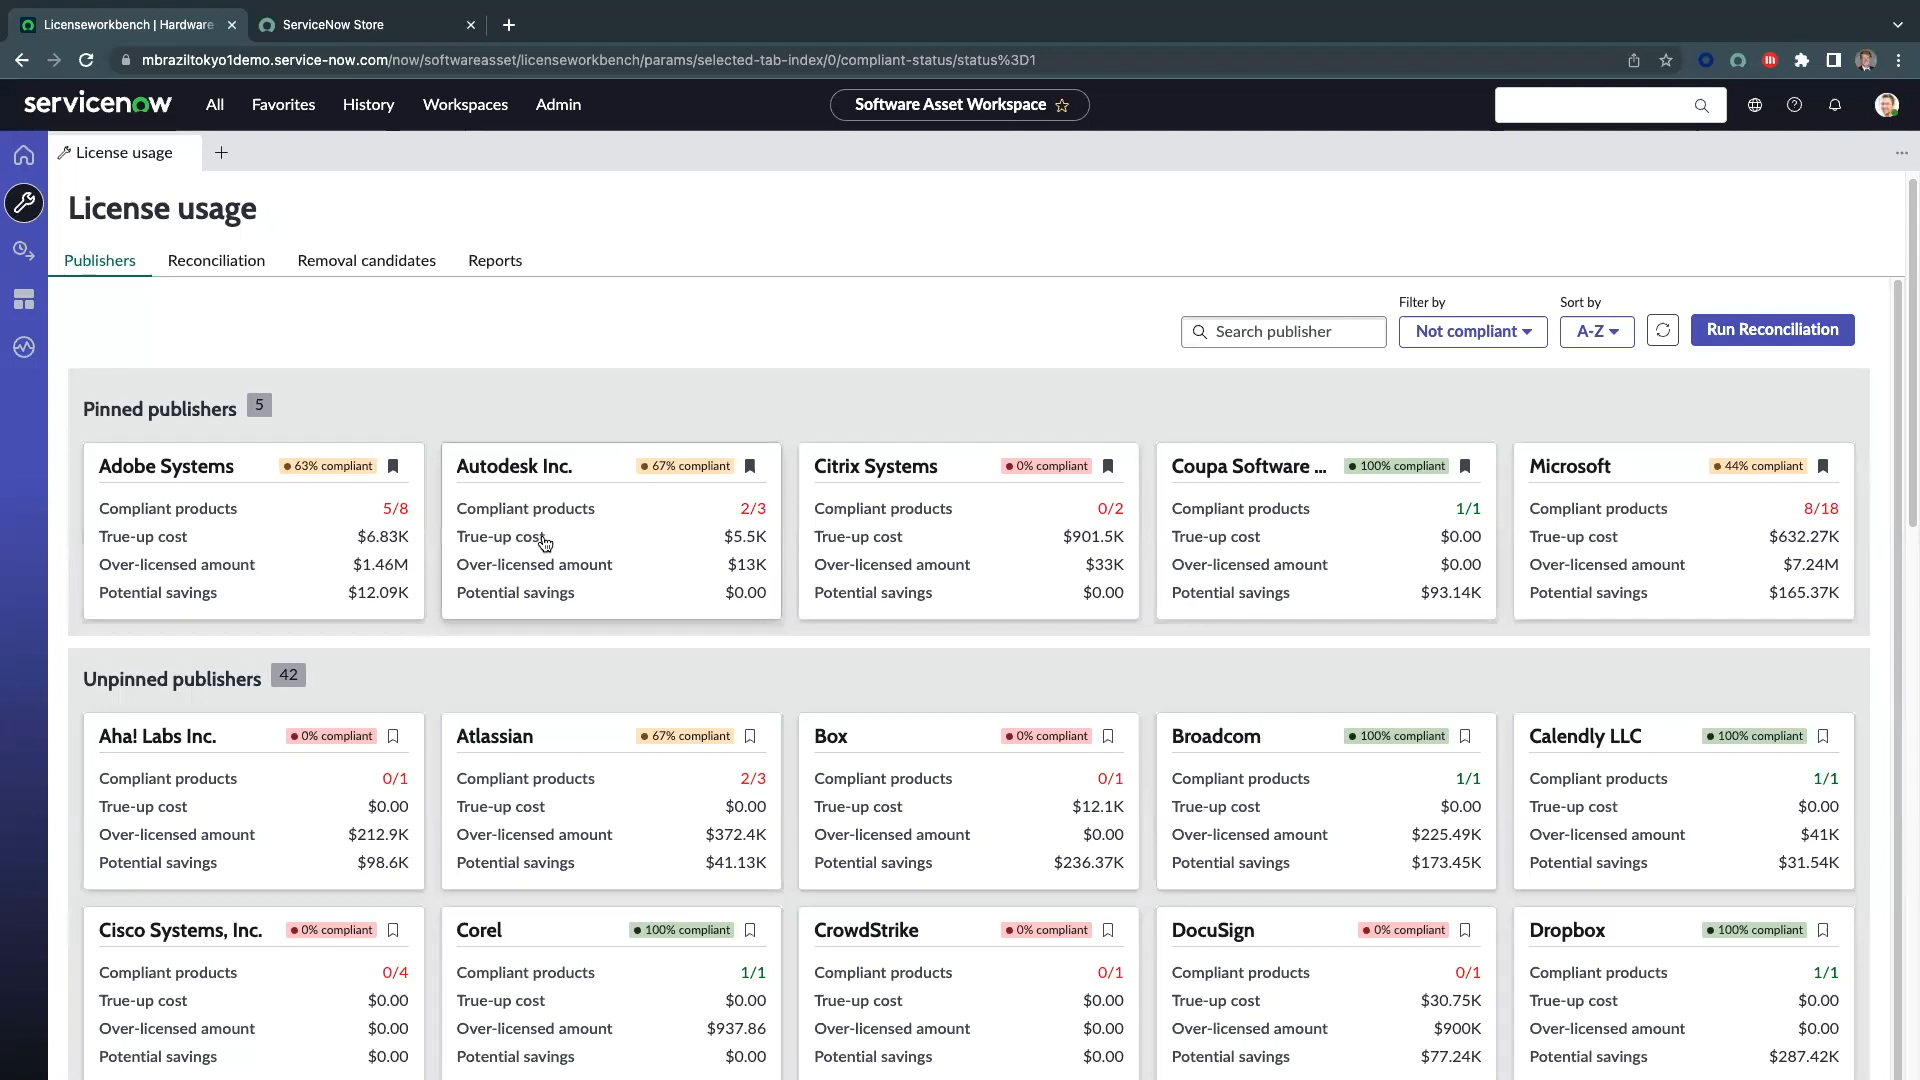 Licenseworkbench | Hardware
ServiceNow Store
mbraziltokyo1demo.service-now.com/now/softwareasset/licenseworkbench/params/selected-tab-index/0/compliant-status/status%3D1
servicenow
All
Favorites
History
Workspaces
Admin
Software Asset Workspace
License usage
License usage
Publishers
Reconciliation
Removal candidates
Reports
Filter by
Sort by
Search publisher
Not compliant
A-Z
Run Reconciliation
Pinned publishers 5
Adobe Systems 63% compliant
Compliant products 5/8
True-up cost $6.83K
Over-licensed amount $1.46M
Potential savings $12.09K
Autodesk Inc. 67% compliant
Compliant products 2/3
True-up cost $5.5K
Over-licensed amount $13K
Potential savings $0.00
Citrix Systems 0% compliant
Compliant products 0/2
True-up cost $901.5K
Over-licensed amount $33K
Potential savings $0.00
Coupa Software ... 100% compliant
Compliant products 1/1
True-up cost $0.00
Over-licensed amount $0.00
Potential savings $93.14K
Microsoft 44% compliant
Compliant products 8/18
True-up cost $632.27K
Over-licensed amount $7.24M
Potential savings $165.37K
Unpinned publishers 42
Aha! Labs Inc. 0% compliant
Compliant products 0/1
True-up cost $0.00
Over-licensed amount $212.9K
Potential savings $98.6K
Atlassian 67% compliant
Compliant products 2/3
True-up cost $0.00
Over-licensed amount $372.4K
Potential savings $41.13K
Box 0% compliant
Compliant products 0/1
True-up cost $12.1K
Over-licensed amount $0.00
Potential savings $236.37K
Broadcom 100% compliant
Compliant products 1/1
True-up cost $0.00
Over-licensed amount $225.49K
Potential savings $173.45K
Calendly LLC 100% compliant
Compliant products 1/1
True-up cost $0.00
Over-licensed amount $41K
Potential savings $31.54K
Cisco Systems, Inc. 0% compliant
Compliant products 0/4
True-up cost $0.00
Over-licensed amount $0.00
Potential savings $0.00
Corel 100% compliant
Compliant products 1/1
True-up cost $0.00
Over-licensed amount $937.86
Potential savings $0.00
CrowdStrike 0% compliant
Compliant products 0/1
True-up cost $0.00
Over-licensed amount $0.00
Potential savings $0.00
DocuSign 0% compliant
Compliant products 0/1
True-up cost $30.75K
Over-licensed amount $900K
Potential savings $77.24K
Dropbox 100% compliant
Compliant products 1/1
True-up cost $0.00
Over-licensed amount $0.00
Potential savings $287.42K